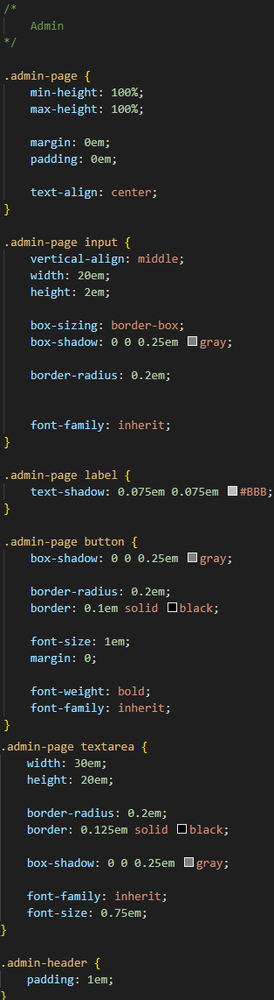 /*
    Admin
*/

.admin-page {
    min-height: 100%;
    max-height: 100%;

    margin: 0em;
    padding: 0em;

    text-align: center;
}

.admin-page input {
    vertical-align: middle;
    width: 20em;
    height: 2em;

    box-sizing: border-box;
    box-shadow: 0 0 0.25em gray;

    border-radius: 0.2em;


    font-family: inherit;
}

.admin-page label {
    text-shadow: 0.075em 0.075em #BBB;
}

.admin-page button {
    box-shadow: 0 0 0.25em gray;

    border-radius: 0.2em;
    border: 0.1em solid black;

    font-size: 1em;
    margin: 0;

    font-weight: bold;
    font-family: inherit;
}
.admin-page textarea {
    width: 30em;
    height: 20em;

    border-radius: 0.2em;
    border: 0.125em solid black;

    box-shadow: 0 0 0.25em gray;

    font-family: inherit;
    font-size: 0.75em;
}

.admin-header {
    padding: 1em;
}